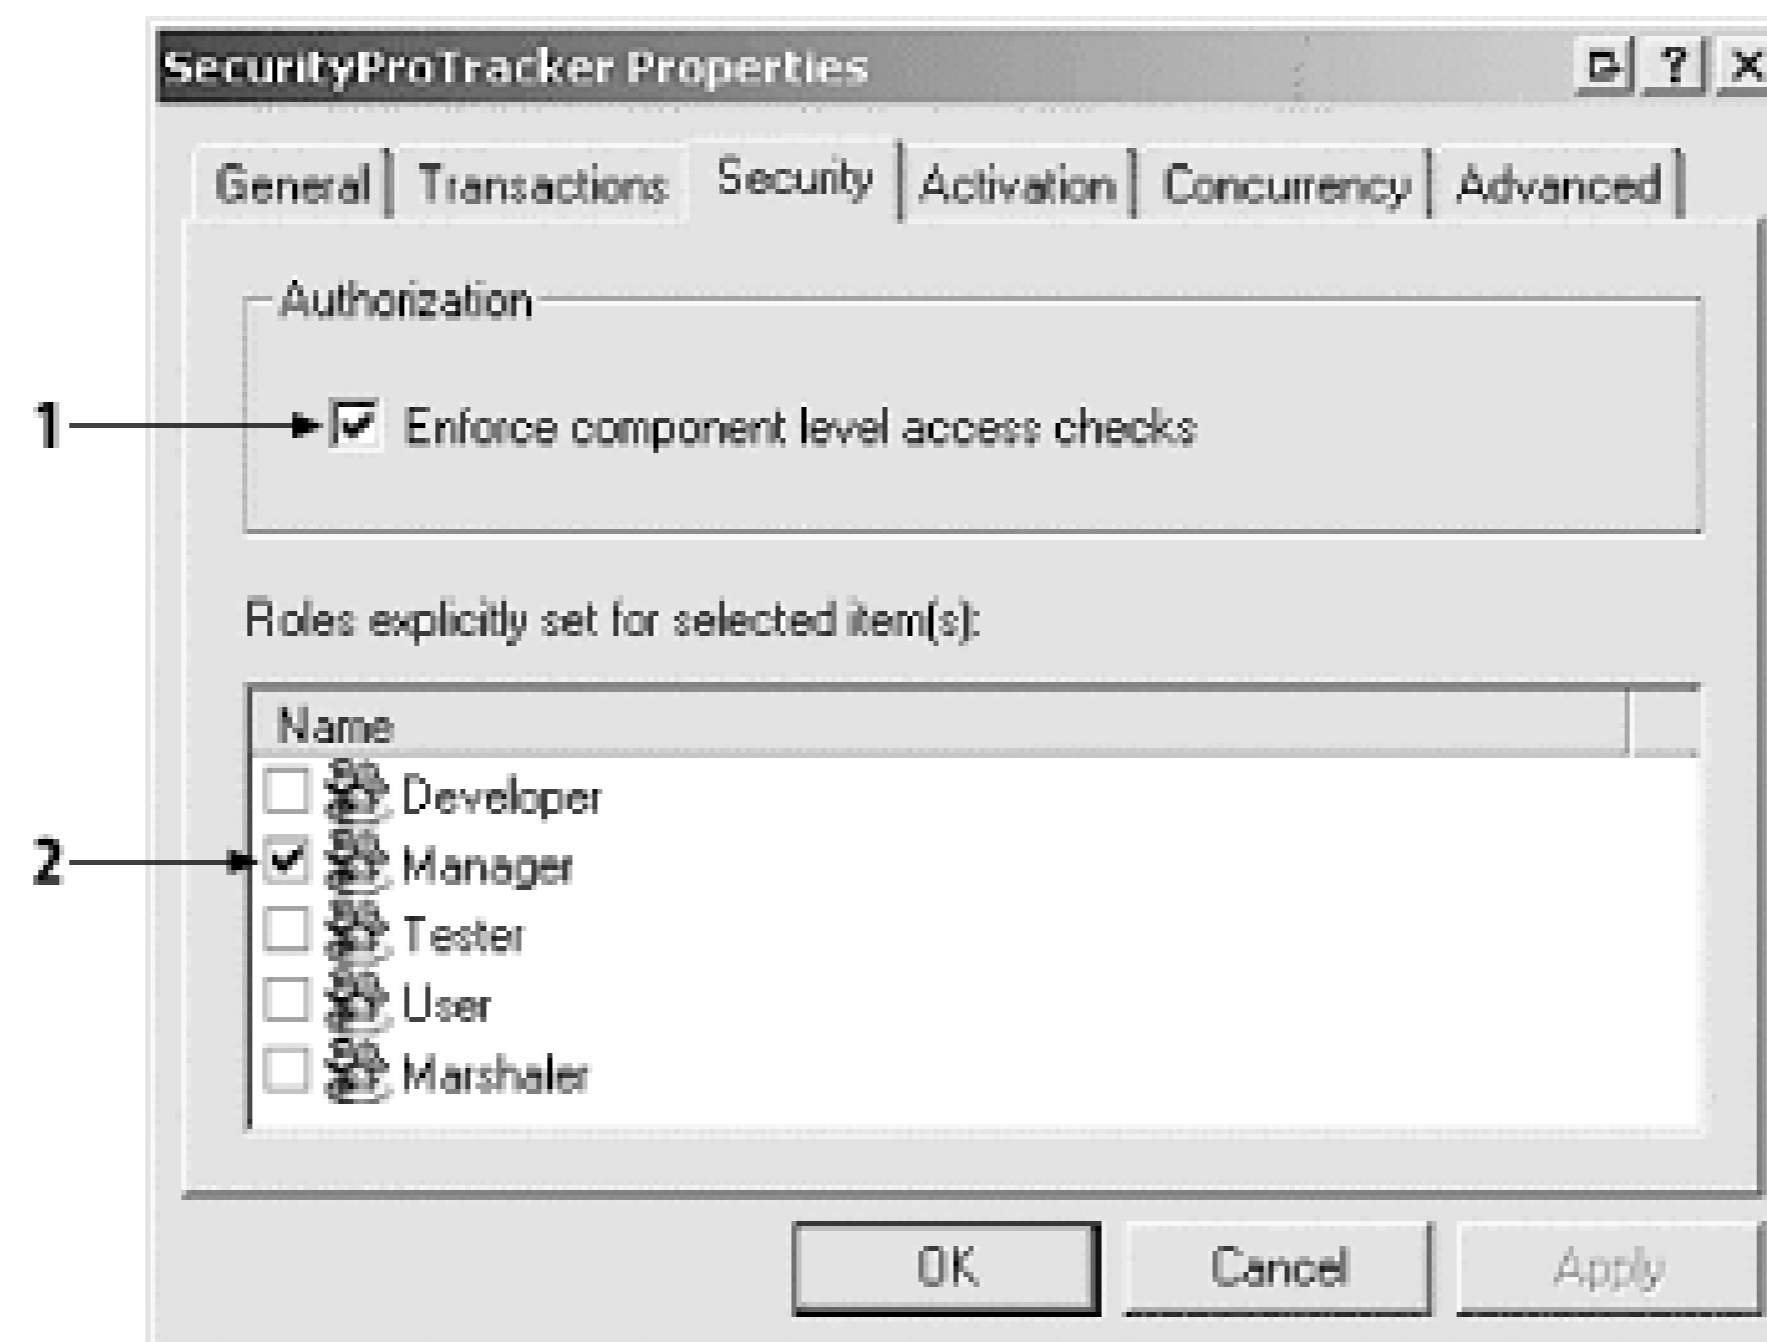 SecurityProTracker Properties ?
General Transactions Security Activation Concurrency Advanced
Authorization
1 Enforce component level access checks
Roles explicitly set for selected item(s):
Name
Developer
2 Manager
Tester
User
Marshaler
OK Cancel Apply